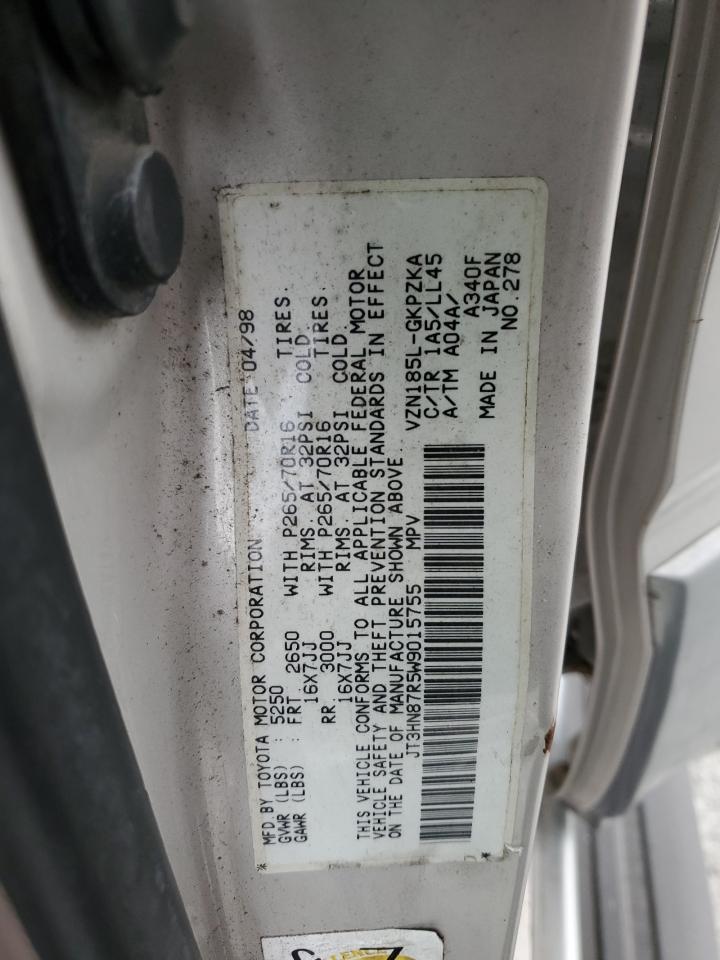 MFD. BY TOYOTA MOTOR CORPORATION DATE 04/98
GVWR (LBS) : 5250
GAWR (LBS) : FRT. 2650 WITH P265/70R16 TIRES.
16X7JJ RIMS. AT 32PSI COLD.
RR. 3000 WITH P265/70R16 TIRES.
16X7JJ RIMS. AT 32PSI COLD.
THIS VEHICLE CONFORMS TO ALL APPLICABLE FEDERAL MOTOR
VEHICLE SAFETY AND THEFT PREVENTION STANDARDS IN EFFECT
ON THE DATE OF MANUFACTURE SHOWN ABOVE.
JT3HN87R5W9015755 MPV VZN185L-GKPZKA
C/TR 1A5/LL45
A/TM A04A/ A340F
MADE IN JAPAN
NO.278